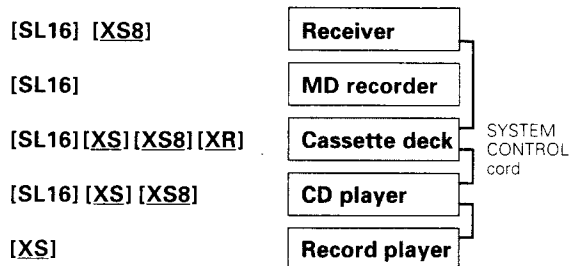 [SL16] [XS8] Receiver
[SL16] MD recorder
[SL16] [XS] [XS8] [XR] Cassette deck
SYSTEM
CONTROL
cord
[SL16] [XS] [XS8] CD player
[XS] Record player